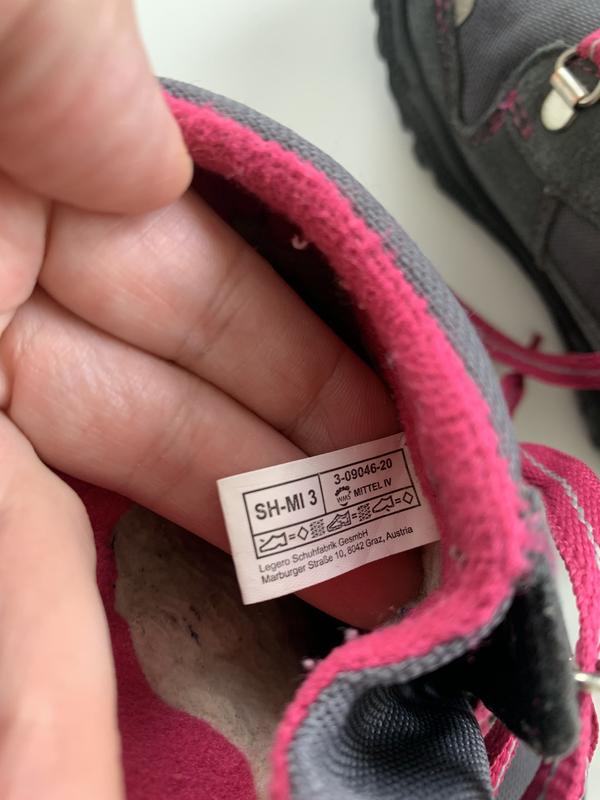 SH-MI 3
3-09046-20
WMS MITTEL IV
Legero Schuhfabrik GesmbH
Marburger Straße 10, 8042 Graz, Austria